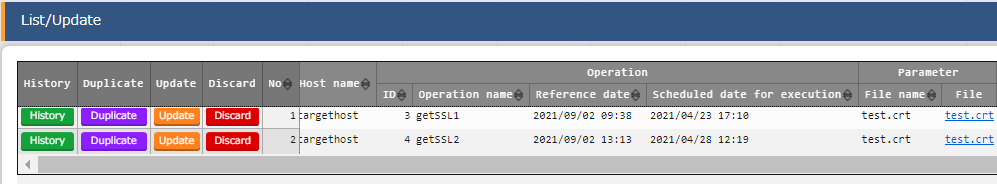 List/Update
Operation Parameter
History Duplicate Update Discard No Host name ID Operation name Reference date Scheduled date for execution File name File
History Duplicate Update Discard 1 targethost 3 getSSL1 2021/09/02 09:38 2021/04/23 17:10 test.crt test.crt
History Duplicate Update Discard 2 targethost 4 getSSL2 2021/09/02 13:13 2021/04/28 12:19 test.crt test.crt